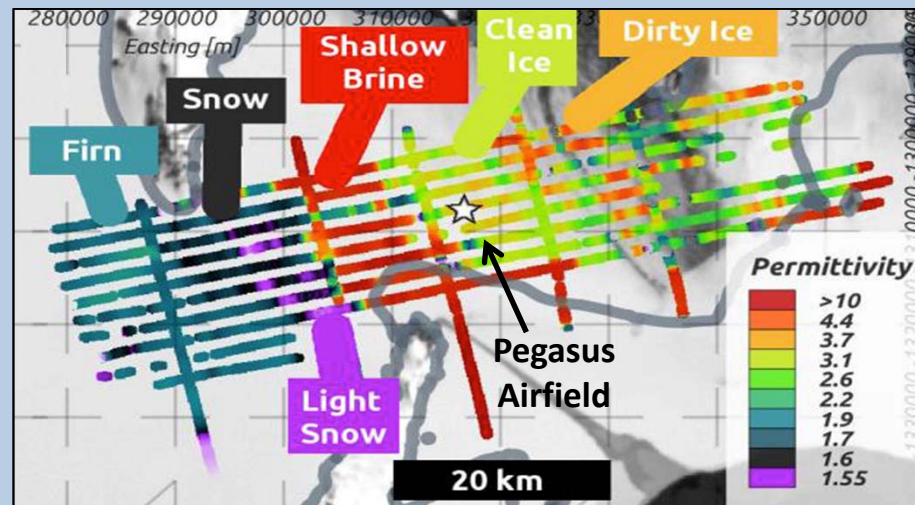 280000 290000 300000 310000 350000
Easting [m]
Shallow
Brine
Clean
Ice
Dirty Ice
Snow
Firn
Light
Snow
Pegasus
Airfield
20 km
Permittivity
>10
4.4
3.7
3.1
2.6
2.2
1.9
1.7
1.6
1.55
-1300000